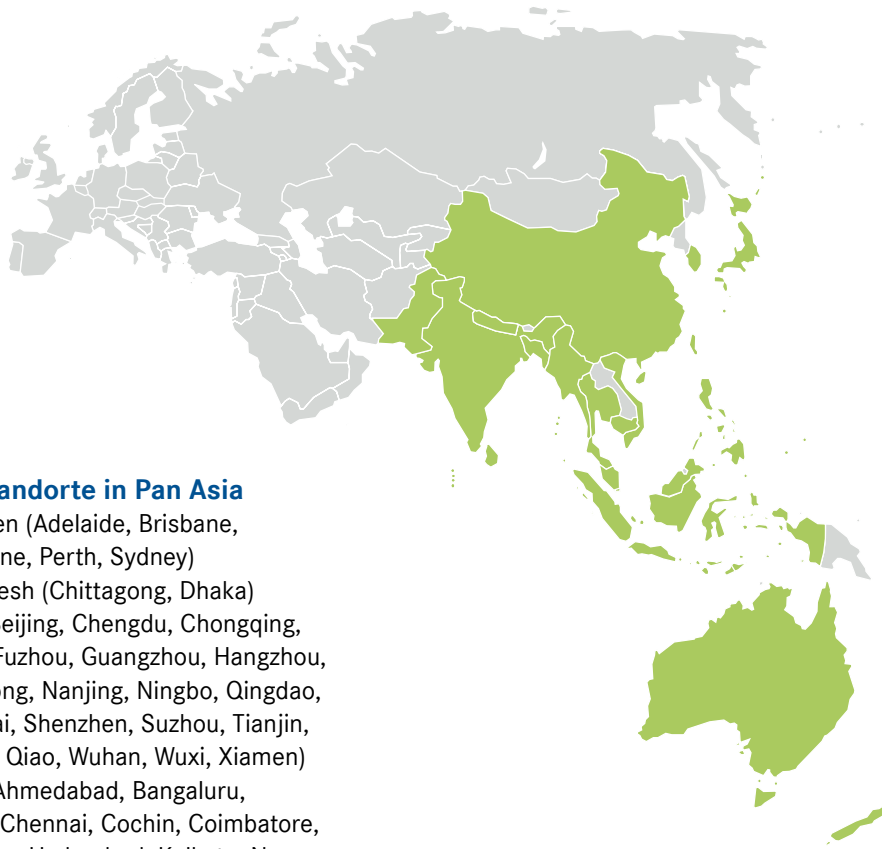 andorte in Pan Asia
en (Adelaide, Brisbane,
ne, Perth, Sydney)
esh (Chittagong, Dhaka)
Beijing, Chengdu, Chongqing,
Fuzhou, Guangzhou, Hangzhou,
ong, Nanjing, Ningbo, Qingdao,
ai, Shenzhen, Suzhou, Tianjin,
Qiao, Wuhan, Wuxi, Xiamen)
Ahmedabad, Bangaluru,
Chennai, Cochin, Coimbatore,